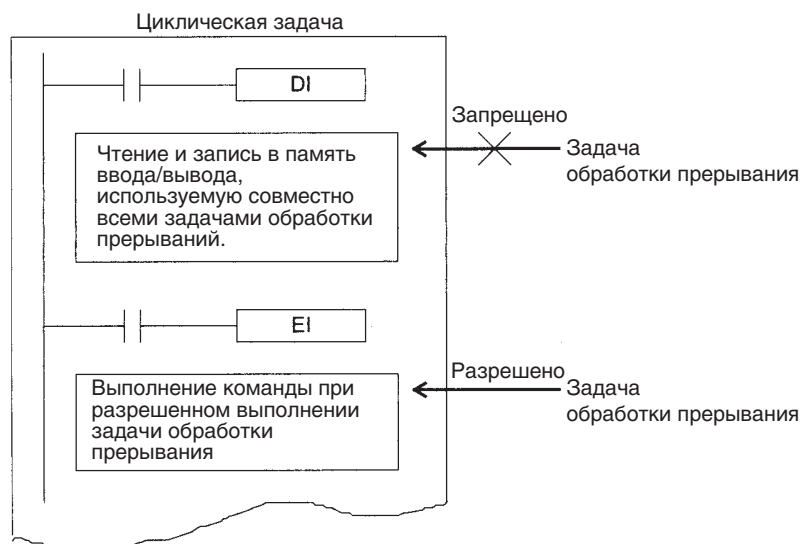 Циклическая задача
DI
Запрещено
Задача
обработки прерывания
Чтение и запись в память
ввода/вывода,
используемую совместно
всеми задачами обработки
прерываний.
EI
Разрешено
Задача
обработки прерывания
Выполнение команды при
разрешенном выполнении
задачи обработки
прерывания